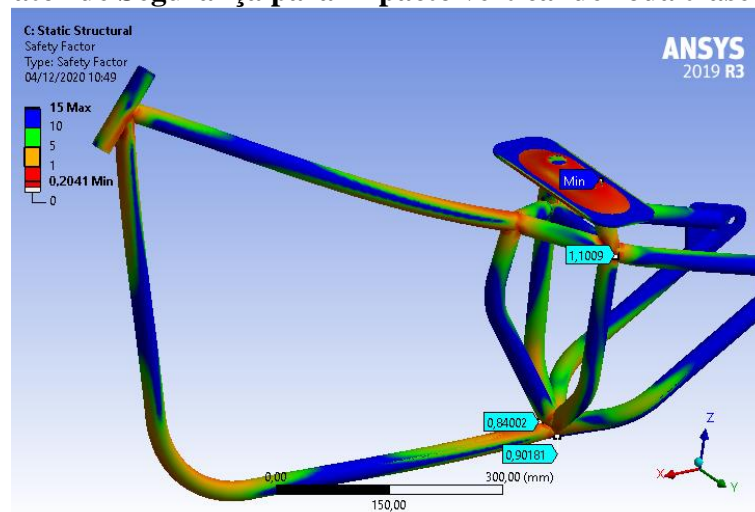 C: Static Structural
Safety Factor
Type: Safety Factor
04/12/2020 10:49
ANSYS
2019 R3
15 Max
10
5
1
0,2041 Min
0
Min
1,1009
0,84002
0,90181
0,00
300,00 (mm)
150,00
X
Y
Z